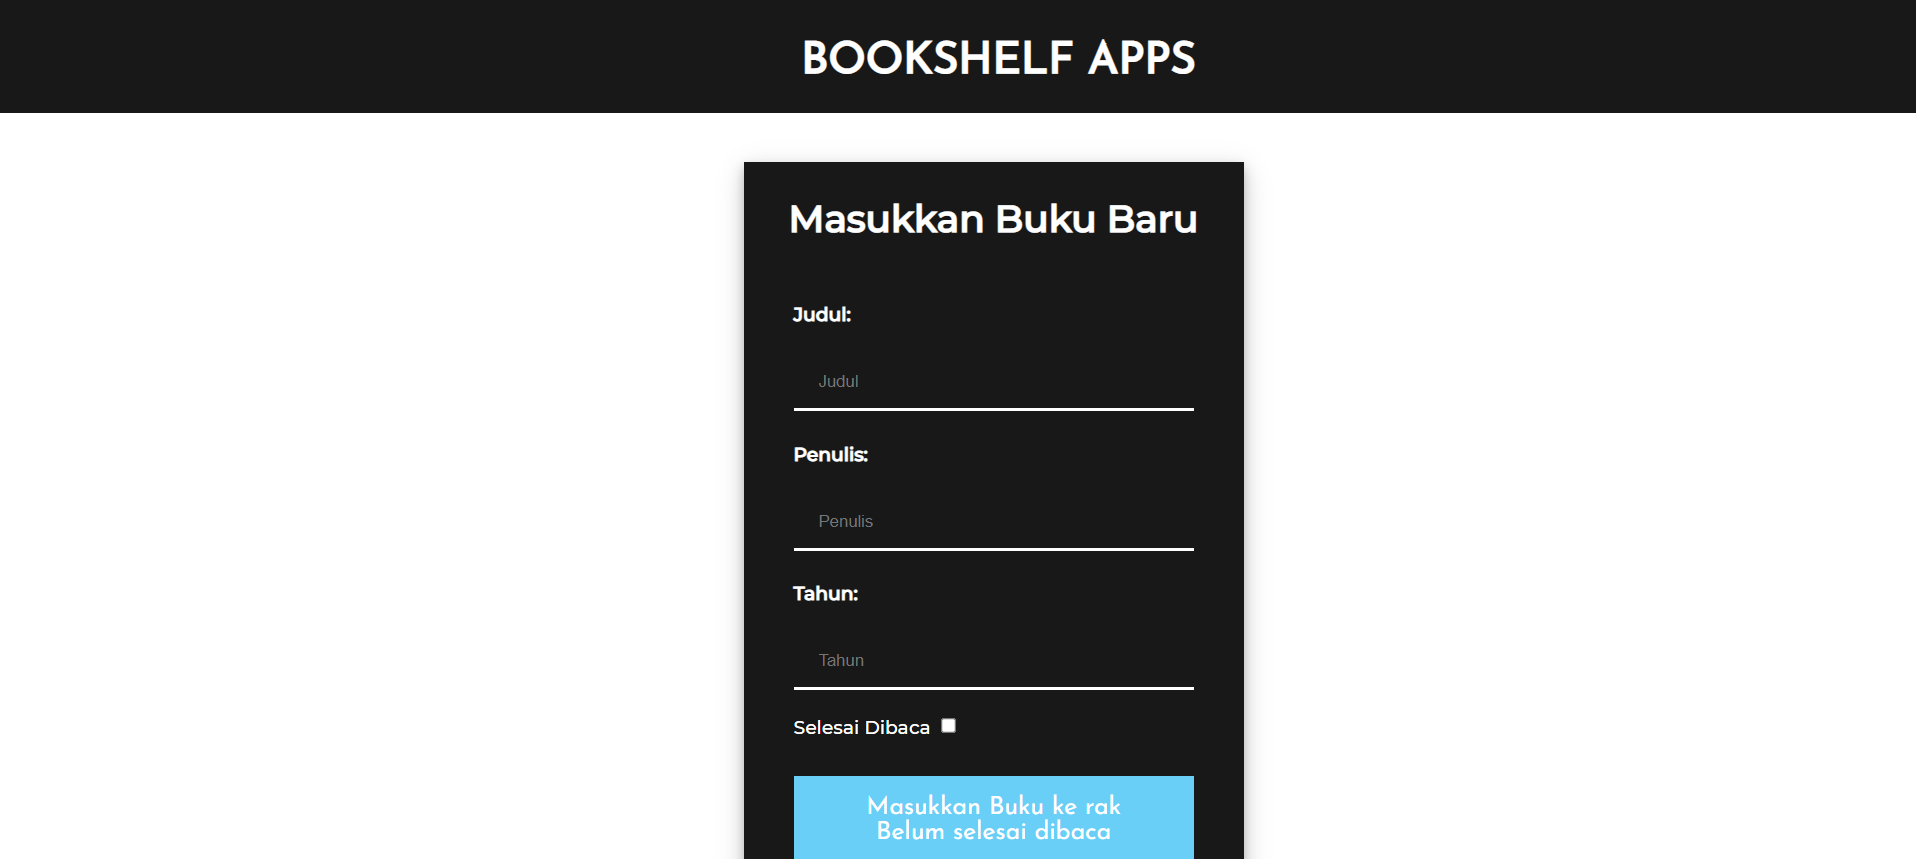 BOOKSHELF APPS
Masukkan Buku Baru
Judul:
Judul
Penulis:
Penulis
Tahun:
Tahun
Selesai Dibaca
Masukkan Buku ke rak
Belum selesai dibaca